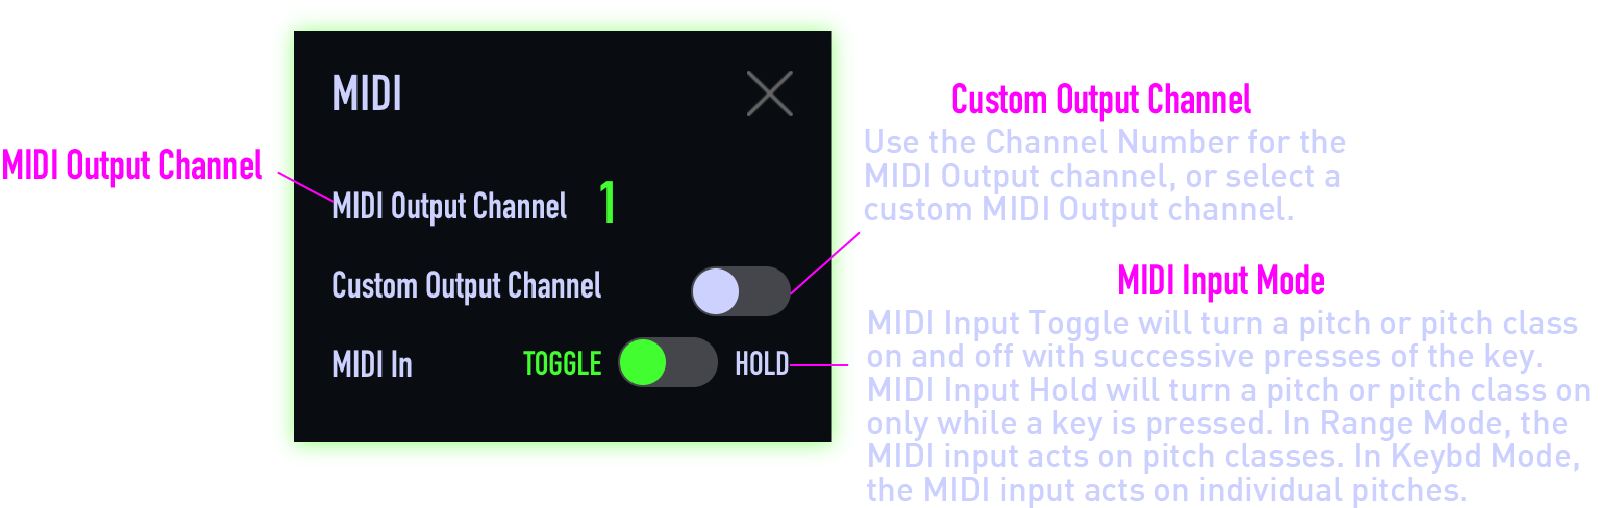 MIDI
MIDI Output Channel
MIDI Output Channel 1
Custom Output Channel
MIDI In TOGGLE HOLD
Custom Output Channel
Use the Channel Number for the
MIDI Output channel, or select a
custom MIDI Output channel.
MIDI Input Mode
MIDI Input Toggle will turn a pitch or pitch class
on and off with successive presses of the key.
MIDI Input Hold will turn a pitch or pitch class on
only while a key is pressed. In Range Mode, the
MIDI input acts on pitch classes. In Keybd Mode,
the MIDI input acts on individual pitches.